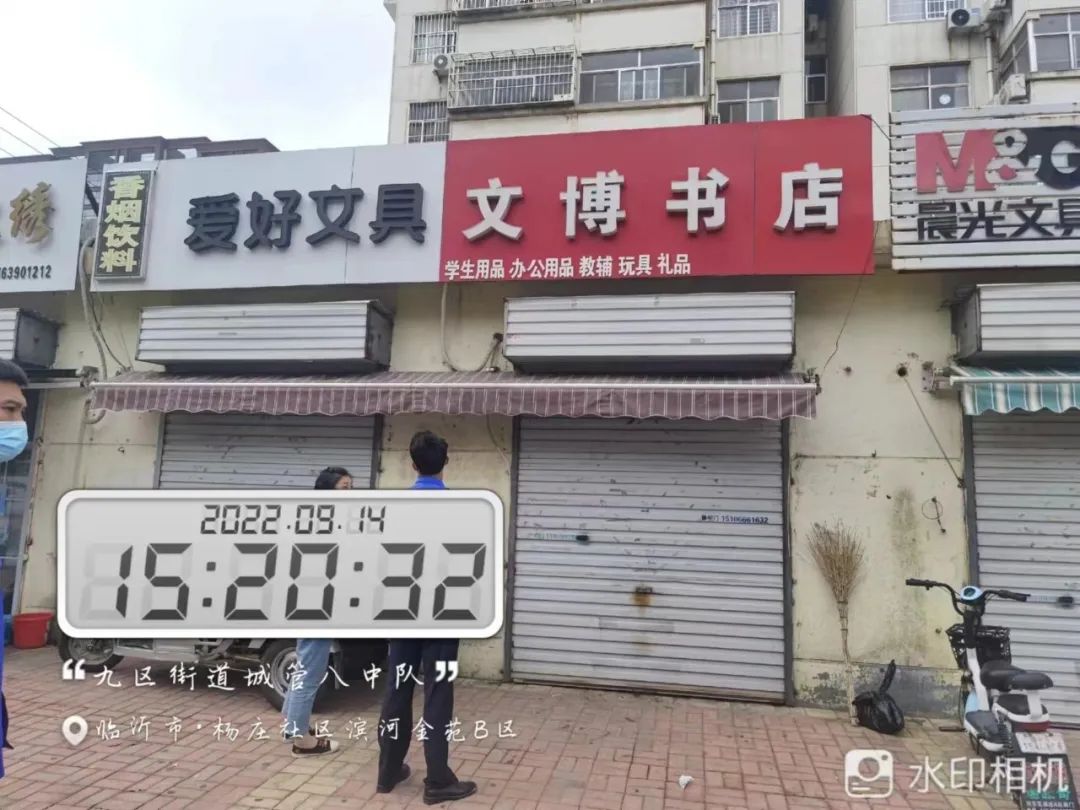 绣
63901212
香烟饮料
爱好文具
文博书店
学生用品 办公用品 教辅 玩具 礼品
M&G
晨光文具
15106661632
2022.09.14
15:20:32
“九区街道城管八中队”
临沂市·杨庄社区滨河金苑B区
水印相机